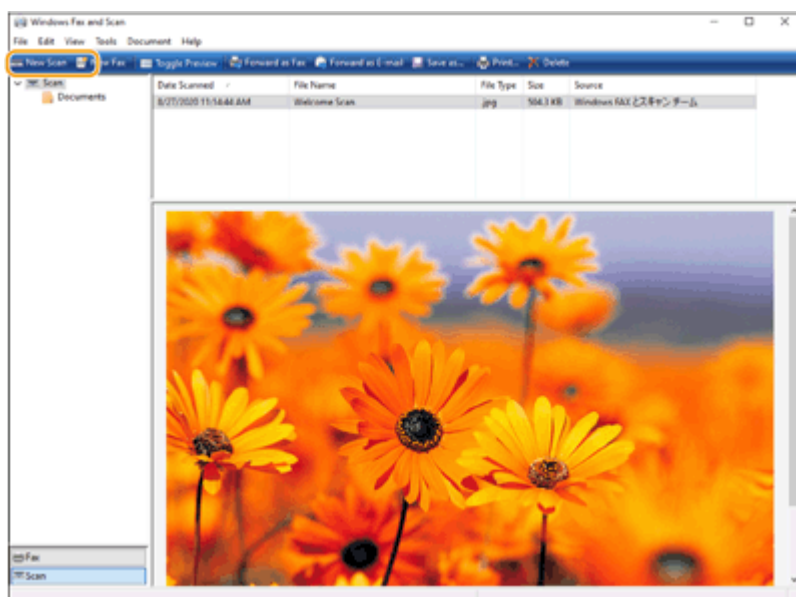 Windows Fax and Scan
File Edit View Tools Document Help
New Scan New Fax Toggle Preview Forward as Fax Forward as E-mail Save as... Print... Delete
Scan
Documents
Date Scanned File Name File Type Size Source
8/27/2020 11:14:44 AM Welcome Scan .jpg 504.3 KB Windows FAX とスキャン チーム
Fax
Scan